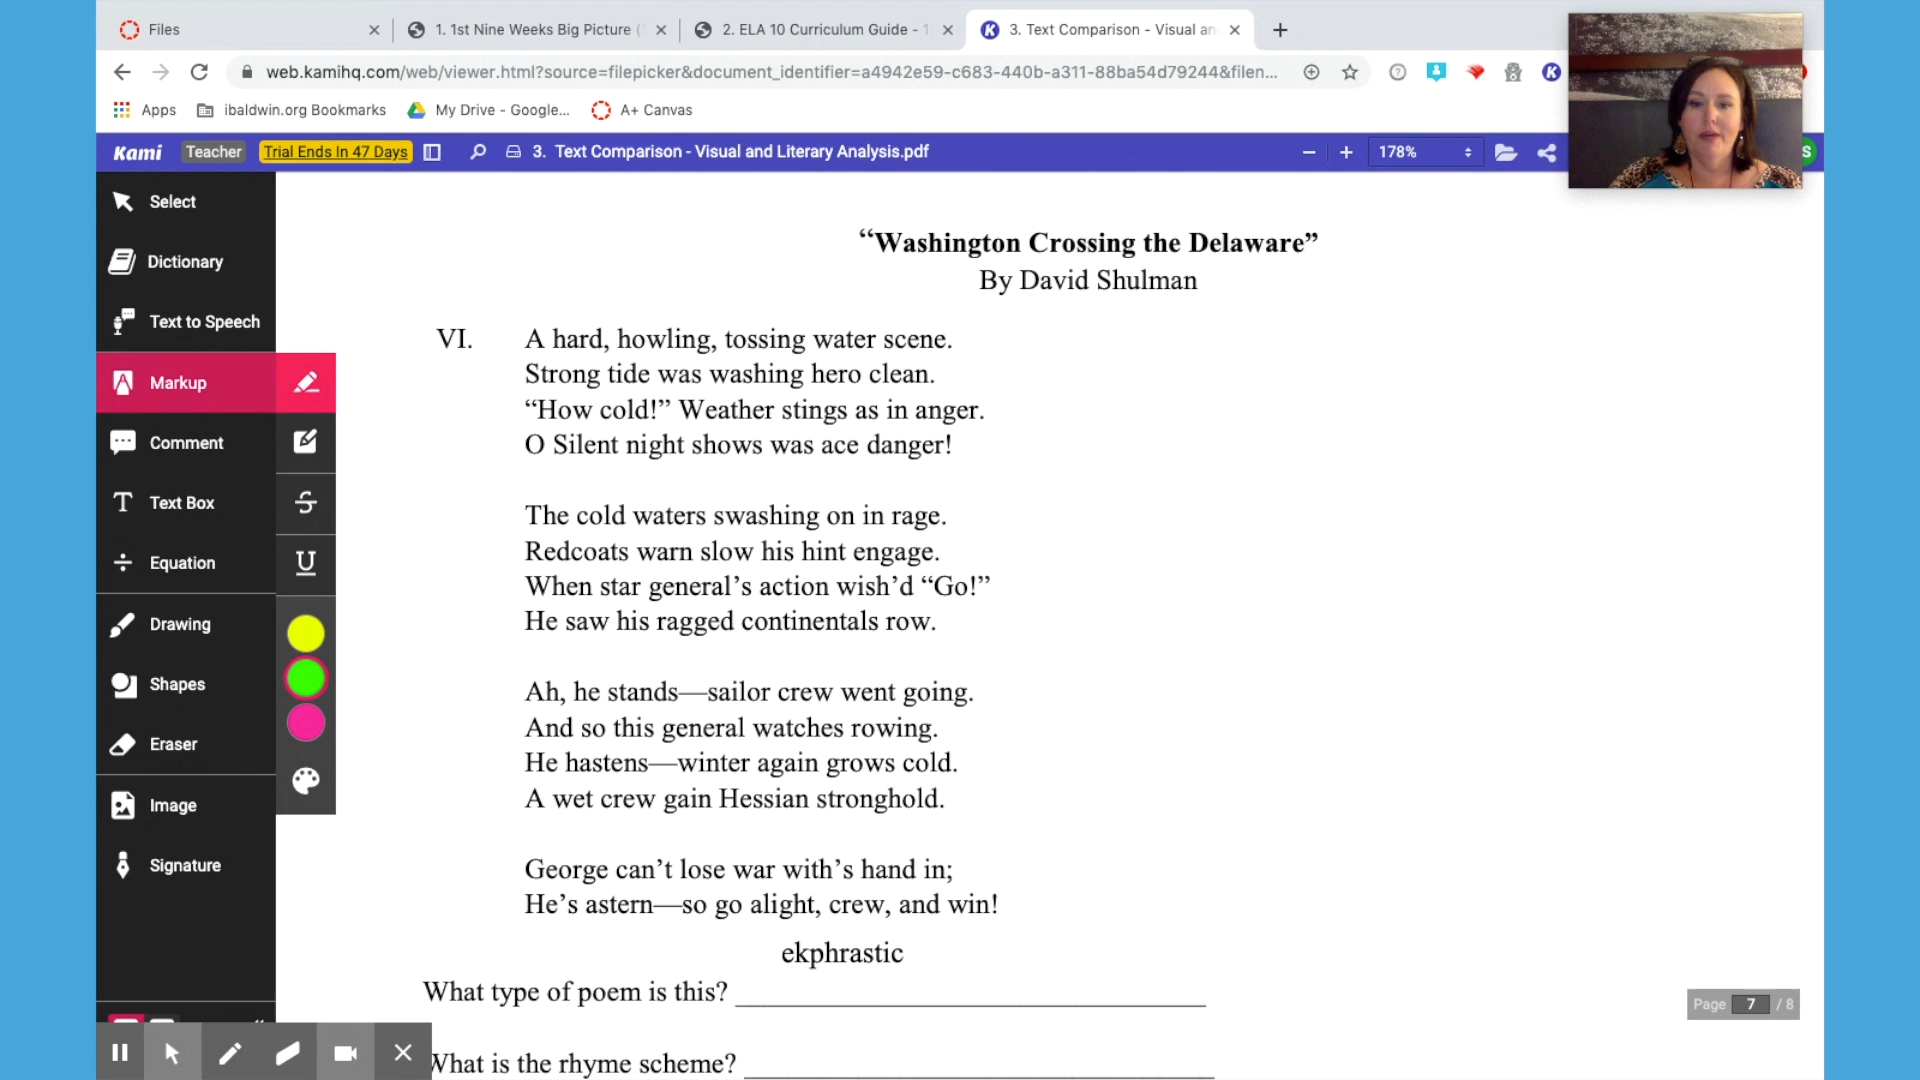 Files
1. 1st Nine Weeks Big Picture (
2. ELA 10 Curriculum Guide - 1
3. Text Comparison - Visual an
web.kamihq.com/web/viewer.html?source=filepicker&document_identifier=a4942e59-c683-440b-a311-88ba54d79244&filen...
Apps
ibaldwin.org Bookmarks
My Drive - Google...
A+ Canvas
Kami
Teacher
Trial Ends In 47 Days
3. Text Comparison - Visual and Literary Analysis.pdf
178%
S
Select
Dictionary
Text to Speech
Markup
Comment
Text Box
Equation
Drawing
Shapes
Eraser
Image
Signature
“Washington Crossing the Delaware”
By David Shulman
VI. A hard, howling, tossing water scene.
Strong tide was washing hero clean.
“How cold!” Weather stings as in anger.
O Silent night shows was ace danger!
The cold waters swashing on in rage.
Redcoats warn slow his hint engage.
When star general’s action wish’d “Go!”
He saw his ragged continentals row.
Ah, he stands—sailor crew went going.
And so this general watches rowing.
He hastens—winter again grows cold.
A wet crew gain Hessian stronghold.
George can’t lose war with’s hand in;
He’s astern—so go alight, crew, and win!
ekphrastic
What type of poem is this?
What is the rhyme scheme?
Page 7 / 8